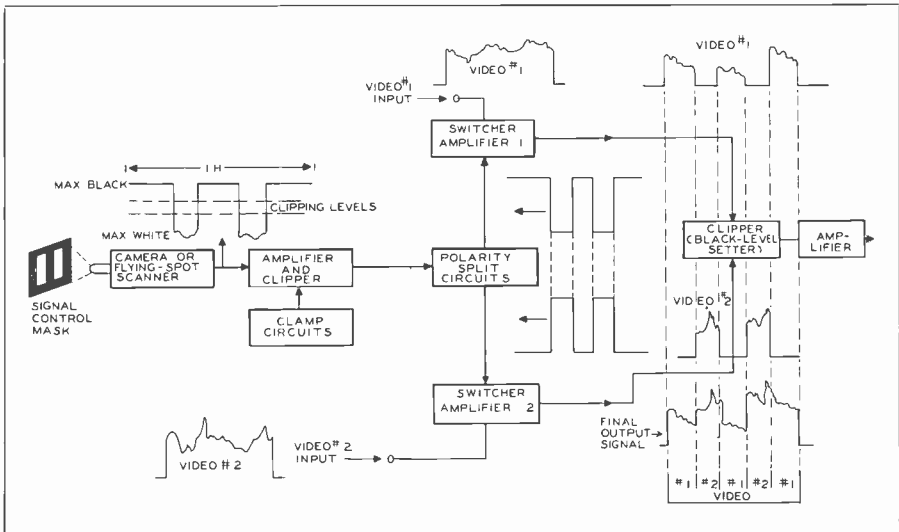 VIDEO #1
VIDEO #1
INPUT
VIDEO #1
SWITCHER
AMPLIFIER 1
1 H
MAX BLACK
CLIPPING LEVELS
MAX WHITE
CAMERA OR
FLYING-SPOT
SCANNER
AMPLIFIER
AND
CLIPPER
POLARITY
SPLIT
CIRCUITS
CLIPPER
(BLACK-LEVEL
SETTER)
AMP-
LIFIER
SIGNAL
CONTROL
MASK
CLAMP
CIRCUITS
VIDEO #2
SWITCHER
AMPLIFIER 2
VIDEO #2
VIDEO #2
INPUT
FINAL
OUTPUT
SIGNAL
#1 #2 #1 #2 #1
VIDEO